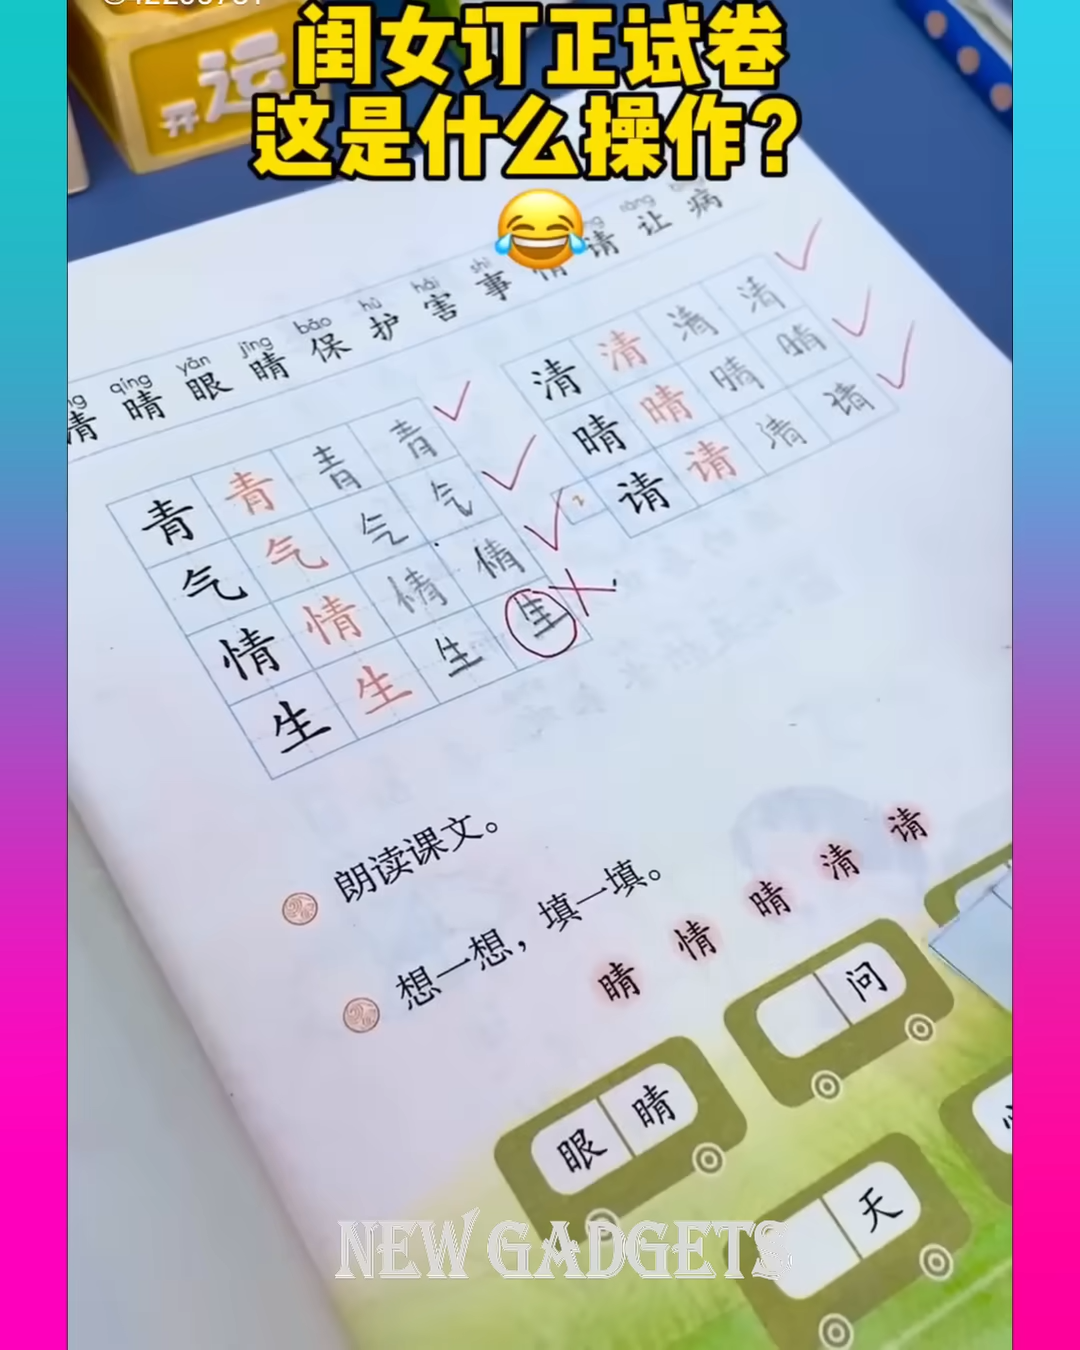 闺女订正试卷
这是什么操作？
开运
qíng yǎn jīng bǎo hù hài shì ràng
清 晴 眼 睛 保 护 害 事 情 请 让 病
青 青 青 青
气 气 气 气
情 情 情 情
生 生 生 生
清 清 清 清
晴 晴 晴 晴
请 请 清 请
朗读课文。
想一想，填一填。
睛 情 晴 清 请
问
眼 睛
天
NEW GADGETS